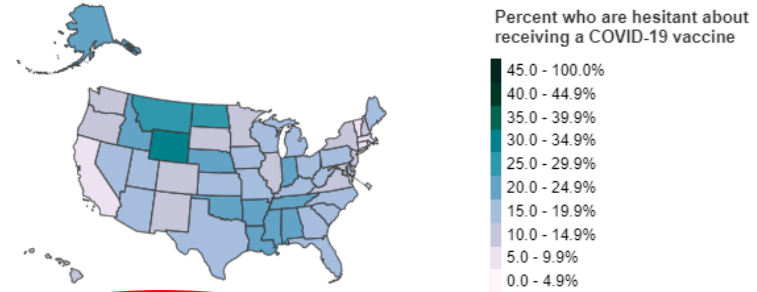 Percent who are hesitant about
receiving a COVID-19 vaccine
45.0 - 100.0%
40.0 - 44.9%
35.0 - 39.9%
30.0 - 34.9%
25.0 - 29.9%
20.0 - 24.9%
15.0 - 19.9%
10.0 - 14.9%
5.0 - 9.9%
0.0 - 4.9%